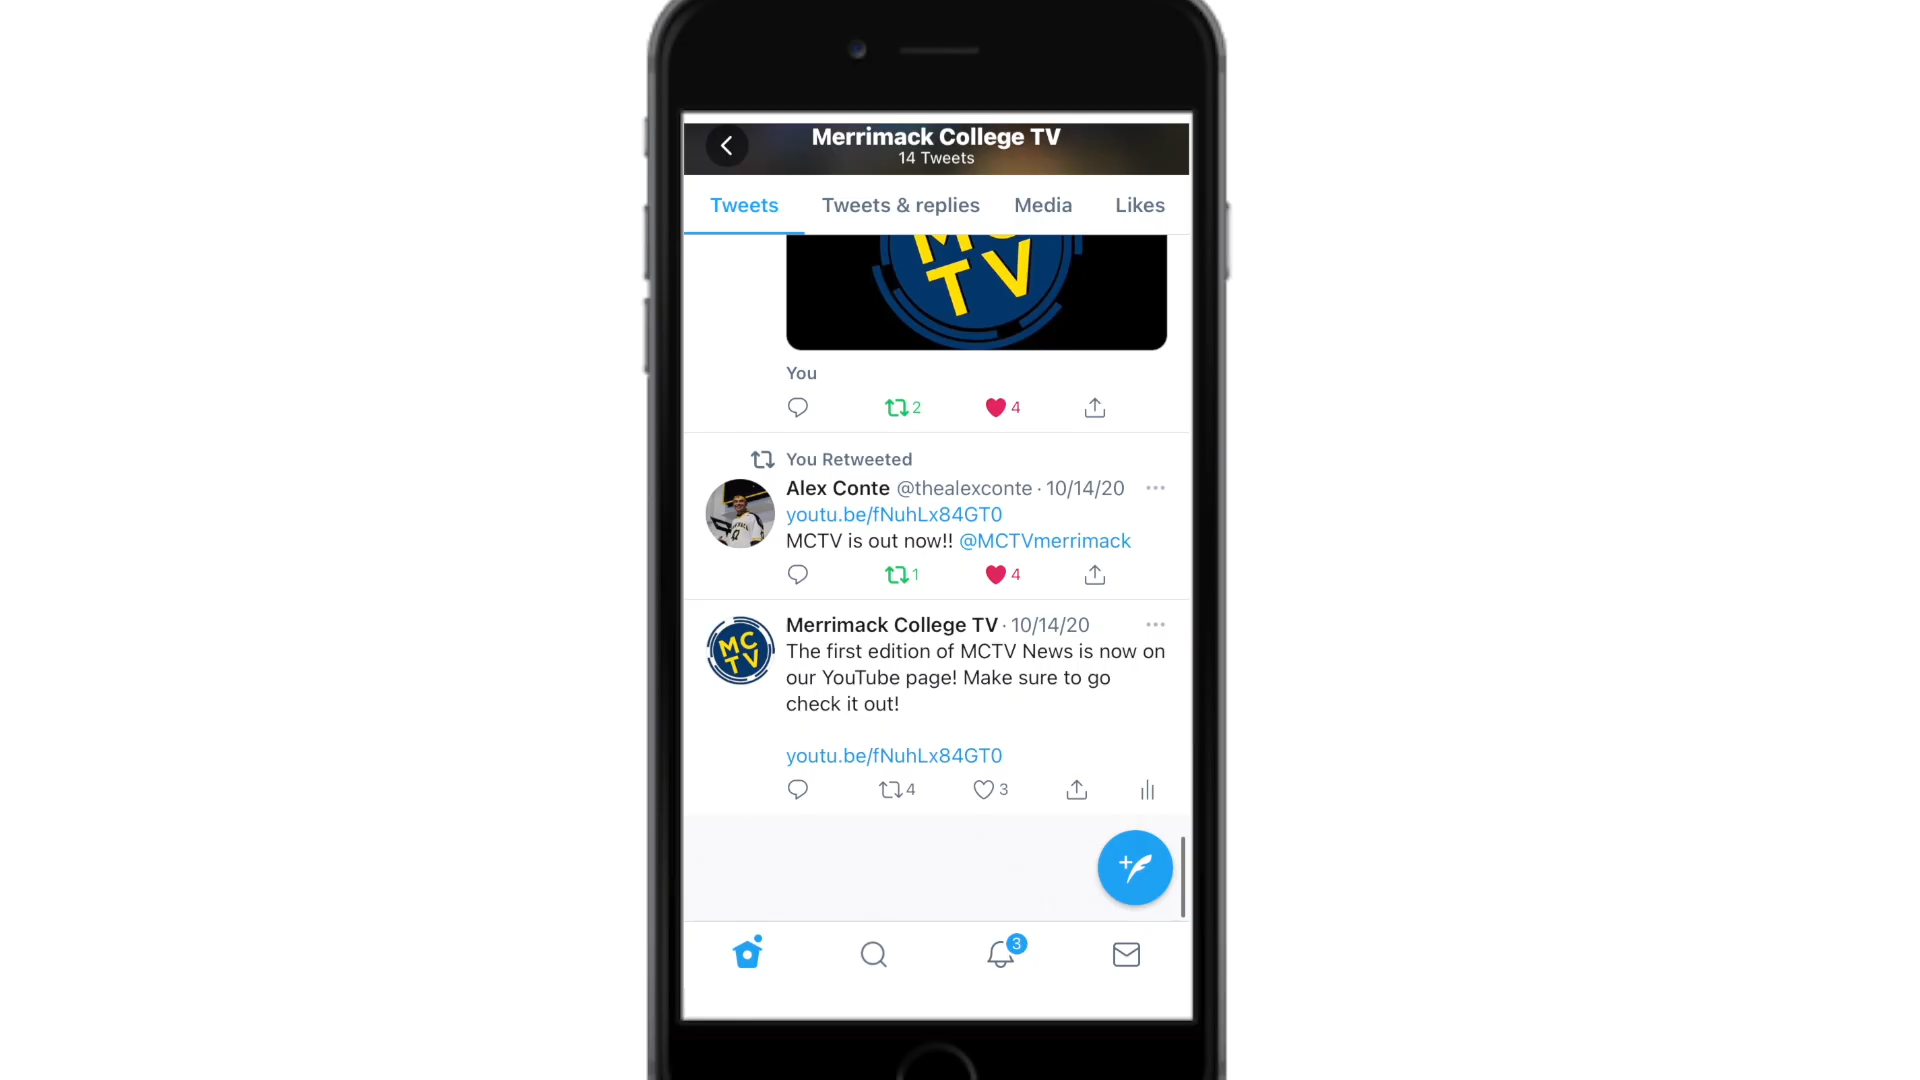 Merrimack College TV
14 Tweets
Tweets Tweets & replies Media Likes
MC
TV
You
2 4
You Retweeted
Alex Conte @thealexconte · 10/14/20
youtu.be/fNuhLx84GT0
MCTV is out now!! @MCTVmerrimack
1 4
Merrimack College TV · 10/14/20
MC
TV
The first edition of MCTV News is now on
our YouTube page! Make sure to go
check it out!
youtu.be/fNuhLx84GT0
4 3
3